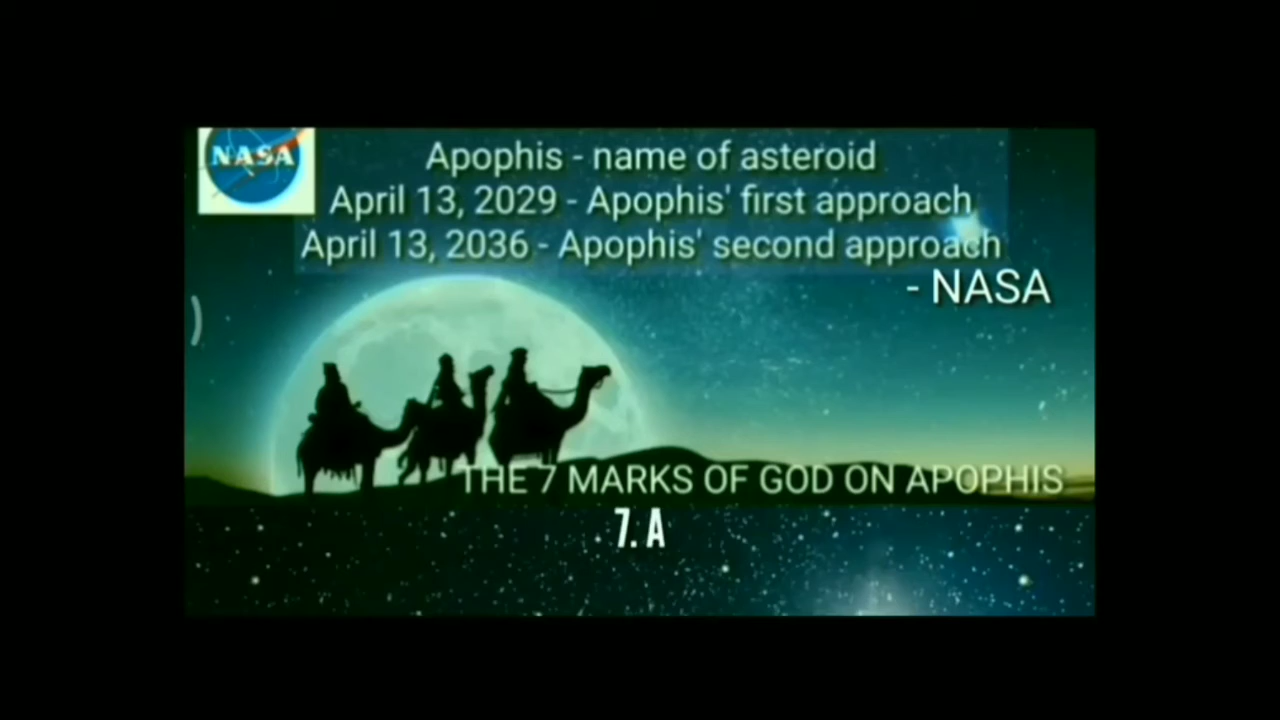 NASA
Apophis - name of asteroid
April 13, 2029 - Apophis' first approach
April 13, 2036 - Apophis' second approach
- NASA
THE 7 MARKS OF GOD ON APOPHIS
7. A